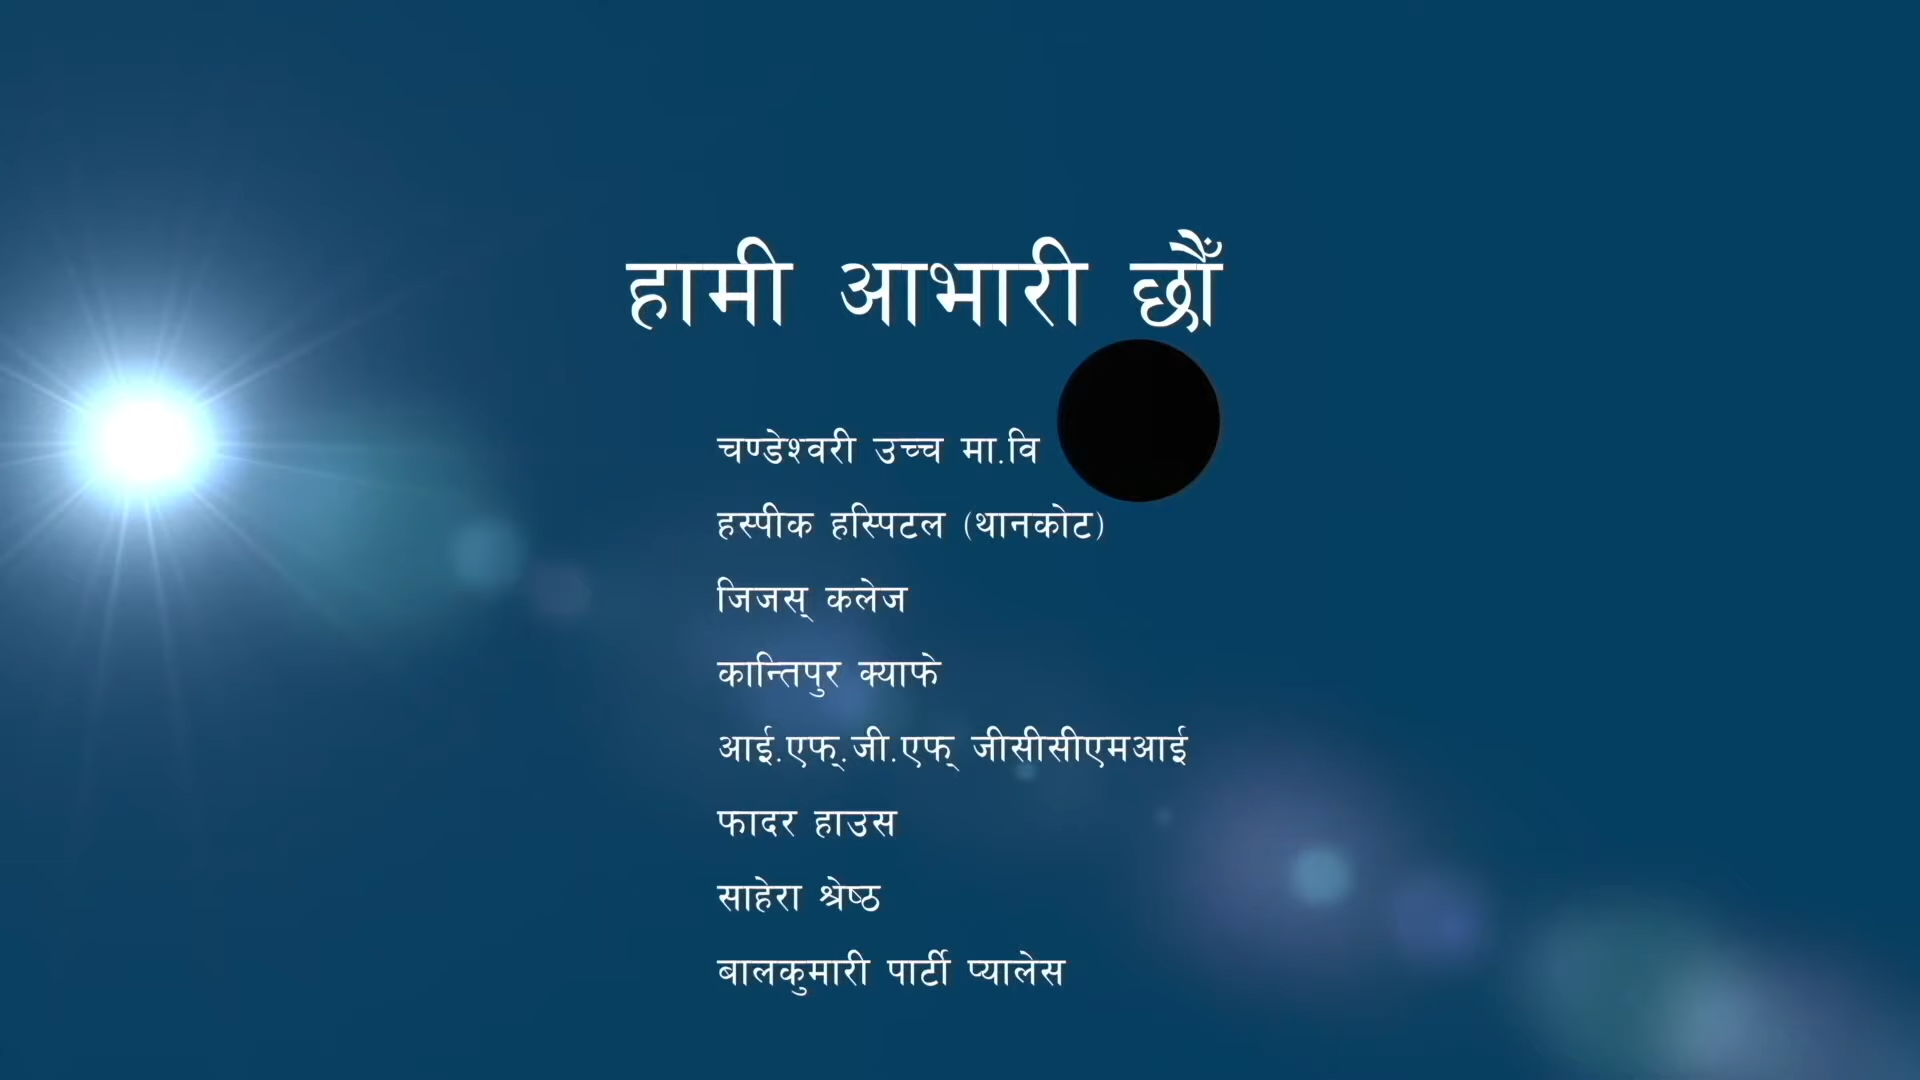 हामी आभारी छौँ
चण्डेश्वरी उच्च मा.वि
हस्पीक हस्पिटल (थानकोट)
जिजस् कलेज
कान्तिपुर क्याफे
आई.एफ्.जी.एफ् जीसीसीएमआई
फादर हाउस
साहेरा श्रेष्ठ
बालकुमारी पार्टी प्यालेस